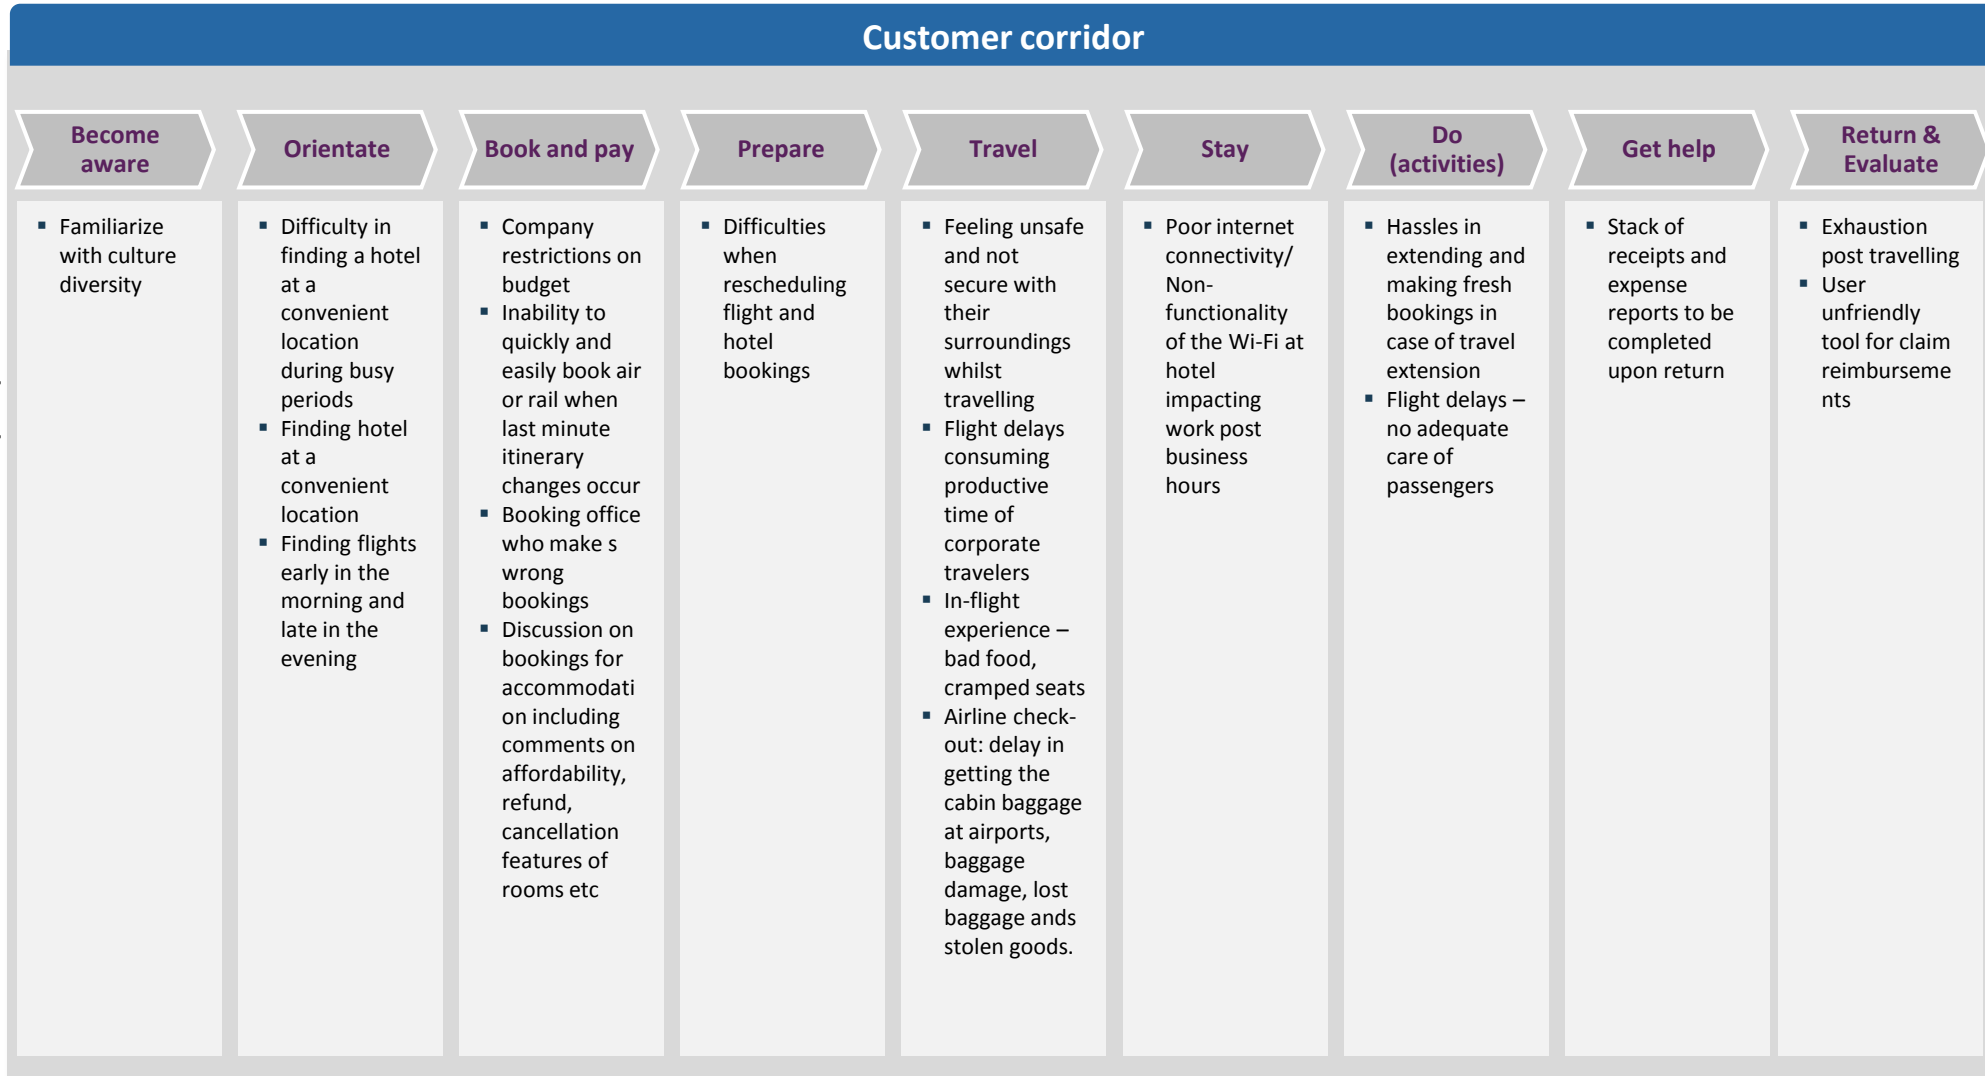 Customer corridor
Become
aware
Orientate
Book and pay
Prepare
Travel
Stay
Do
(activities)
Get help
Return &
Evaluate
▪ Familiarize
with culture
diversity
▪ Difficulty in
finding a hotel
at a
convenient
location
during busy
periods
▪ Finding hotel
at a
convenient
location
▪ Finding flights
early in the
morning and
late in the
evening
▪ Company
restrictions on
budget
▪ Inability to
quickly and
easily book air
or rail when
last minute
itinerary
changes occur
▪ Booking office
who make s
wrong
bookings
▪ Discussion on
bookings for
accommodati
on including
comments on
affordability,
refund,
cancellation
features of
rooms etc
▪ Difficulties
when
rescheduling
flight and
hotel
bookings
▪ Feeling unsafe
and not
secure with
their
surroundings
whilst
travelling
▪ Flight delays
consuming
productive
time of
corporate
travelers
▪ In-flight
experience –
bad food,
cramped seats
▪ Airline check-
out: delay in
getting the
cabin baggage
at airports,
baggage
damage, lost
baggage ands
stolen goods.
▪ Poor internet
connectivity/
Non-
functionality
of the Wi-Fi at
hotel
impacting
work post
business
hours
▪ Hassles in
extending and
making fresh
bookings in
case of travel
extension
▪ Flight delays –
no adequate
care of
passengers
▪ Stack of
receipts and
expense
reports to be
completed
upon return
▪ Exhaustion
post travelling
▪ User
unfriendly
tool for claim
reimburseme
nts